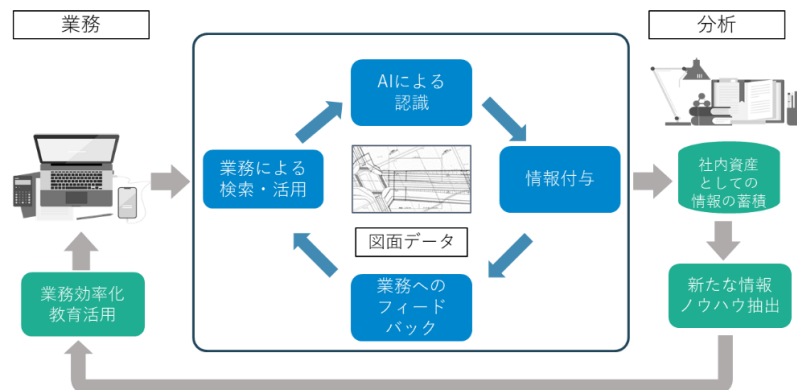 業務
分析
AIによる
認識
業務による
検索・活用
情報付与
図面データ
業務への
フィード
バック
社内資産
としての
情報の蓄積
新たな情報
ノウハウ抽出
業務効率化
教育活用